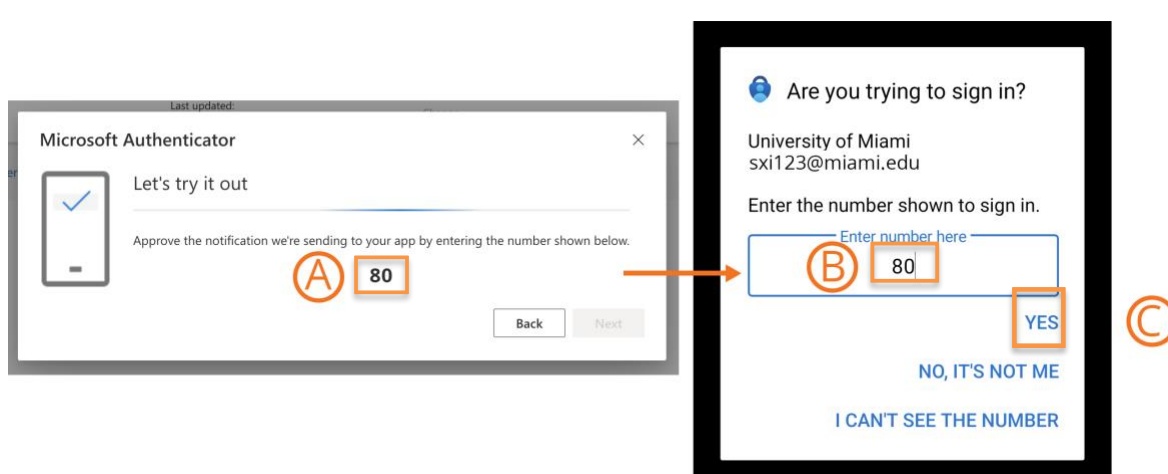 Last updated:
Microsoft Authenticator
Let's try it out
Approve the notification we're sending to your app by entering the number shown below.
A
80
Back
Next
Are you trying to sign in?
University of Miami
sxi123@miami.edu
Enter the number shown to sign in.
Enter number here
B
80
YES
C
NO, IT'S NOT ME
I CAN'T SEE THE NUMBER